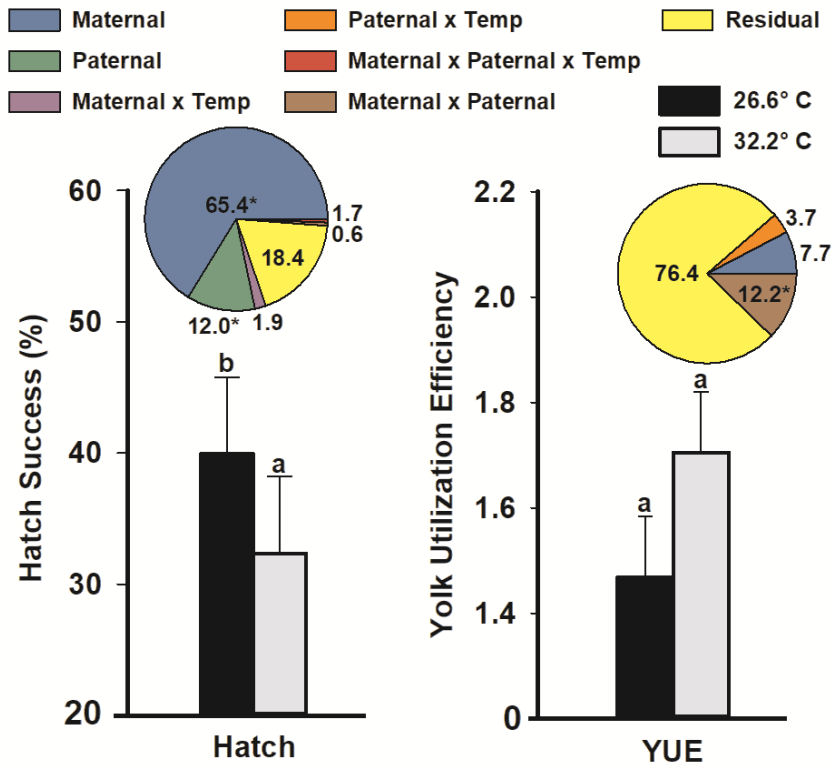 Maternal
Paternal x Temp
Residual
Paternal
Maternal x Paternal x Temp
Maternal x Temp
Maternal x Paternal
26.6° C
32.2° C
Hatch Success (%)
60
50
40
30
20
65.4*
1.7
0.6
18.4
12.0*
1.9
b
a
Hatch
Yolk Utilization Efficiency
2.2
2.0
1.8
1.6
1.4
0
3.7
7.7
76.4
12.2*
a
a
YUE